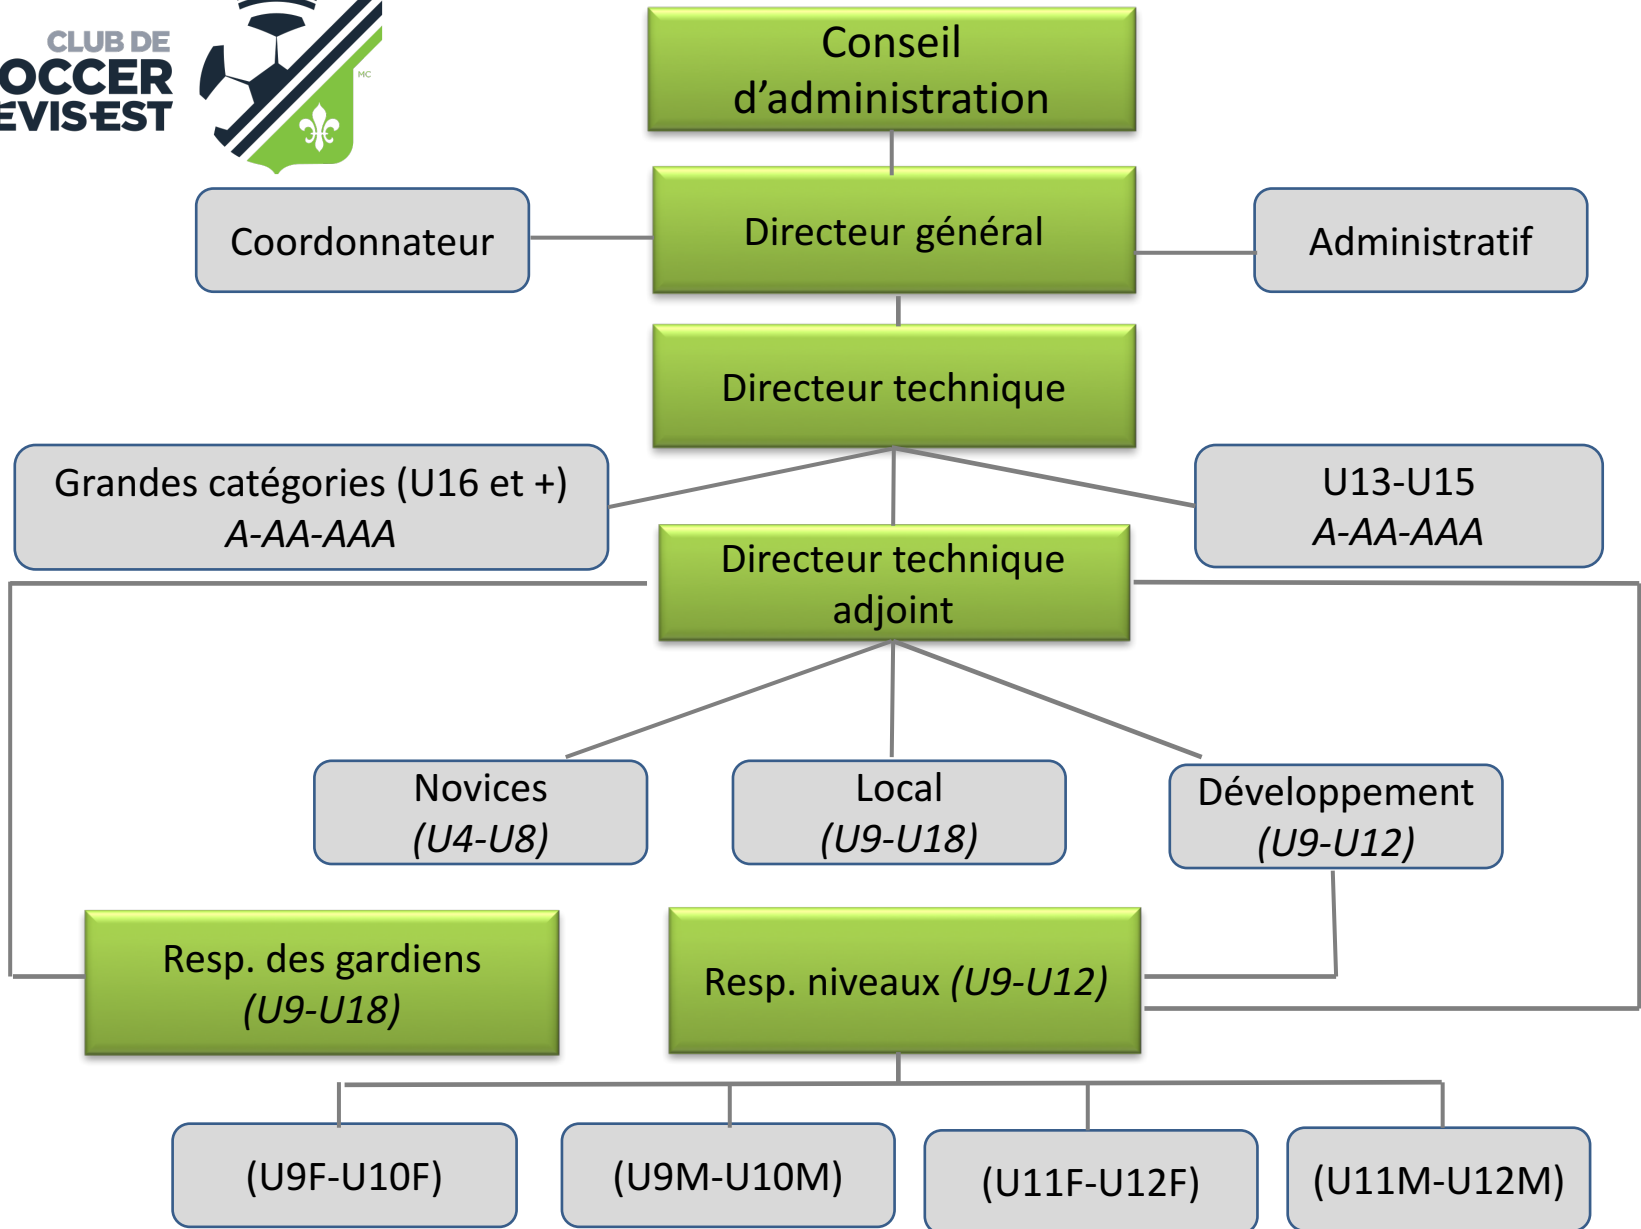 CLUB DE
OCCER
ÉVIS-EST
MC
Conseil
d’administration
Coordonnateur
Directeur général
Administratif
Directeur technique
Grandes catégories (U16 et +)
A-AA-AAA
U13-U15
A-AA-AAA
Directeur technique
adjoint
Novices
(U4-U8)
Local
(U9-U18)
Développement
(U9-U12)
Resp. des gardiens
(U9-U18)
Resp. niveaux (U9-U12)
(U9F-U10F)
(U9M-U10M)
(U11F-U12F)
(U11M-U12M)